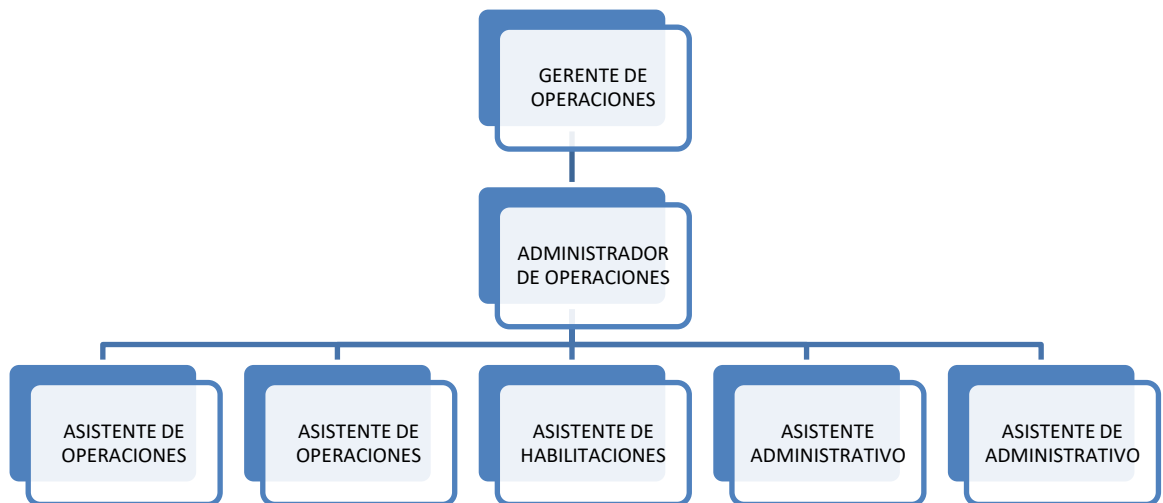 GERENTE DE
OPERACIONES
ADMINISTRADOR
DE OPERACIONES
ASISTENTE DE
OPERACIONES
ASISTENTE DE
OPERACIONES
ASISTENTE DE
HABILITACIONES
ASISTENTE
ADMINISTRATIVO
ASISTENTE DE
ADMINISTRATIVO